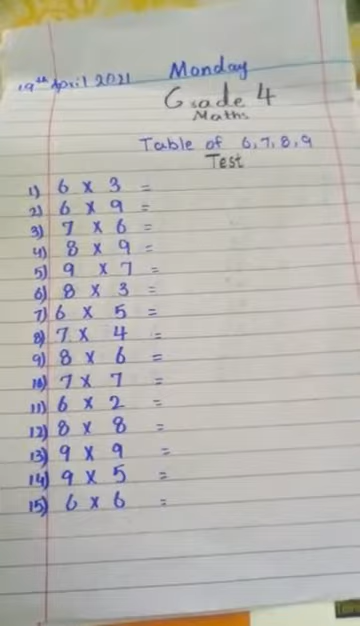 19th April 2021 Monday
Grade 4
Maths
Table of 6,7,8,9
Test
1) 6 x 3 =
2) 6 x 9 =
3) 7 x 6 =
4) 8 x 9 =
5) 9 x 7 =
6) 8 x 3 =
7) 6 x 5 =
8) 7 x 4 =
9) 8 x 6 =
10) 7 x 7 =
11) 6 x 2 =
12) 8 x 8 =
13) 9 x 9 =
14) 9 x 5 =
15) 6 x 6 =